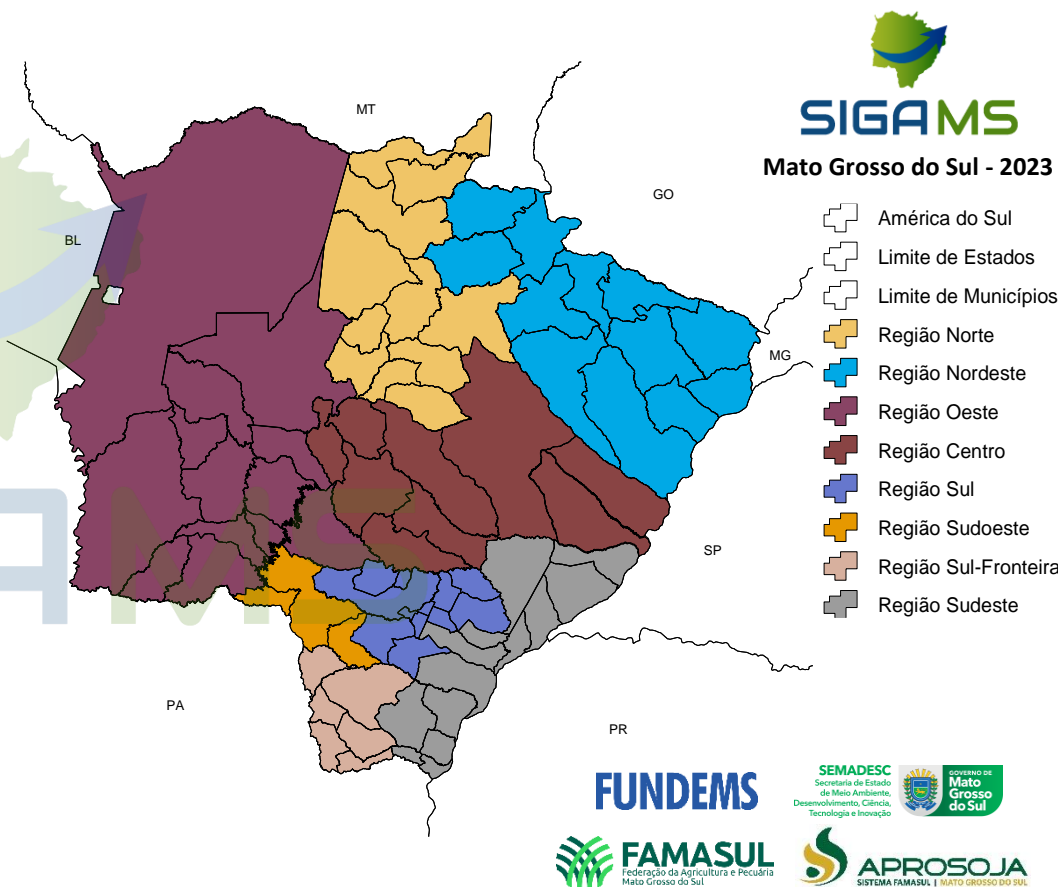 SIGAMS
Mato Grosso do Sul - 2023
MT
GO
BL
MG
SP
PA
PR
América do Sul
Limite de Estados
Limite de Municípios
Região Norte
Região Nordeste
Região Oeste
Região Centro
Região Sul
Região Sudoeste
Região Sul-Fronteira
Região Sudeste
AMS
FUNDEMS
SEMADESC
Secretaria de Estado
de Meio Ambiente,
Desenvolvimento, Ciência,
Tecnologia e Inovação
GOVERNO DE
Mato
Grosso
do Sul
FAMASUL
Federação da Agricultura e Pecuária
Mato Grosso do Sul
APROSOJA
SISTEMA FAMASUL | MATO GROSSO DO SUL